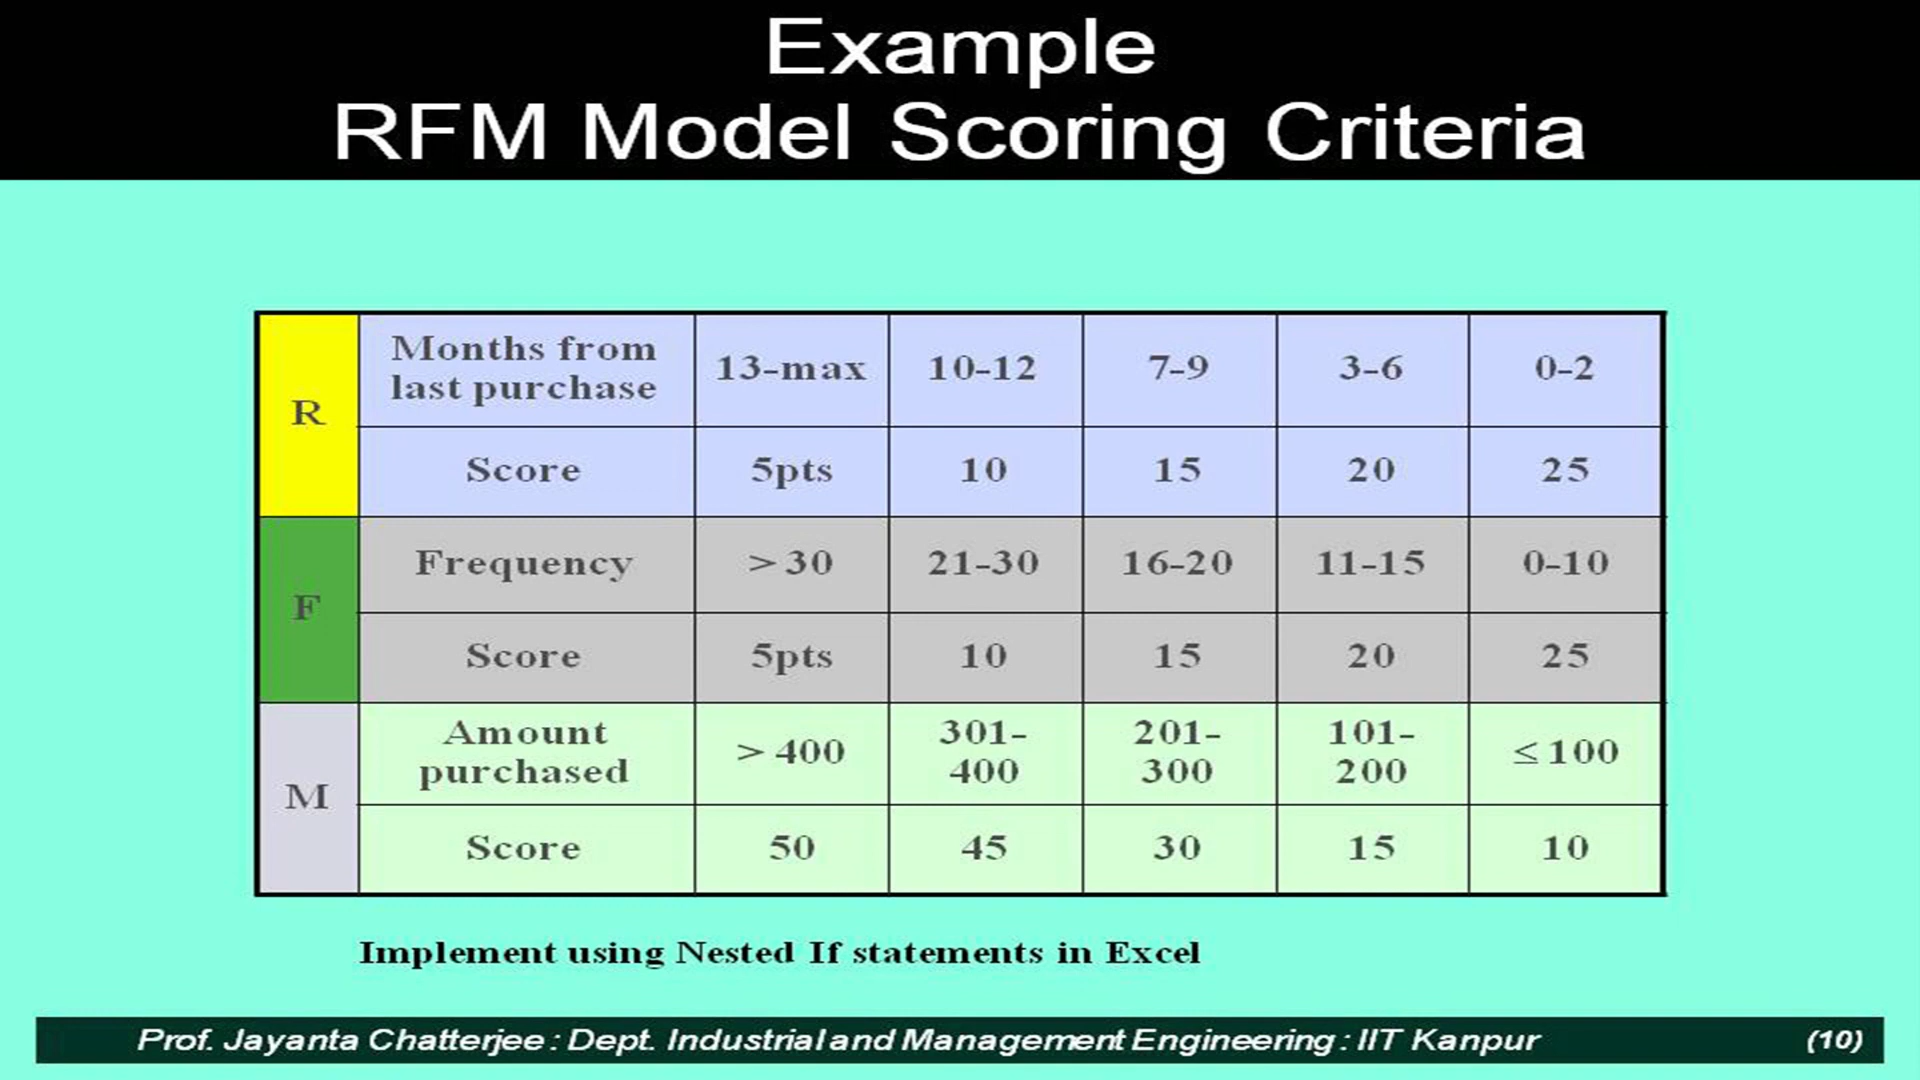 Example
RFM Model Scoring Criteria
R
Months from
last purchase
13-max
10-12
7-9
3-6
0-2
Score
5pts
10
15
20
25
F
Frequency
> 30
21-30
16-20
11-15
0-10
Score
5pts
10
15
20
25
M
Amount
purchased
> 400
301-
400
201-
300
101-
200
≤ 100
Score
50
45
30
15
10
Implement using Nested If statements in Excel
Prof. Jayanta Chatterjee : Dept. Industrial and Management Engineering : IIT Kanpur
(10)